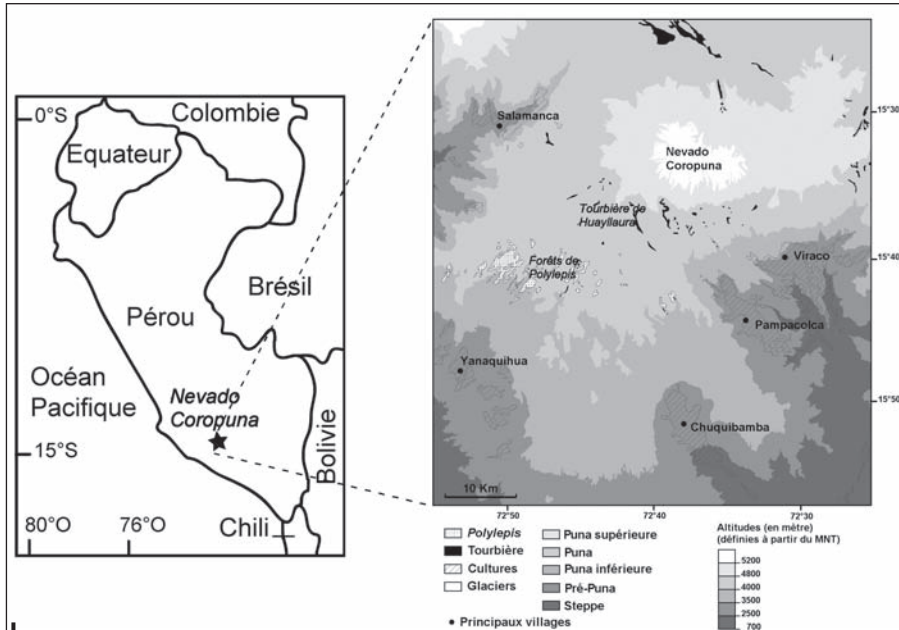 0°S
Colombie
Equateur
Brésil
Pérou
Océan
Pacifique
Nevado
Coropuna
Bolivie
15°S
80°O
76°O
Chili
Salamanca
15°30
Nevado
Coropuna
Tourbière de
Huayllaura
Forêts de
Polylepis
15°40
Viraco
Pampacolca
Yanaquihua
15°50
Chuquibamba
10 Km
72°50
72°40
72°30
Polylepis
Tourbière
Cultures
Glaciers
Puna supérieure
Puna
Puna inférieure
Pré-Puna
Steppe
Principaux villages
Altitudes (en mètre)
(définies à partir du MNT)
5200
4800
4000
3500
2500
700